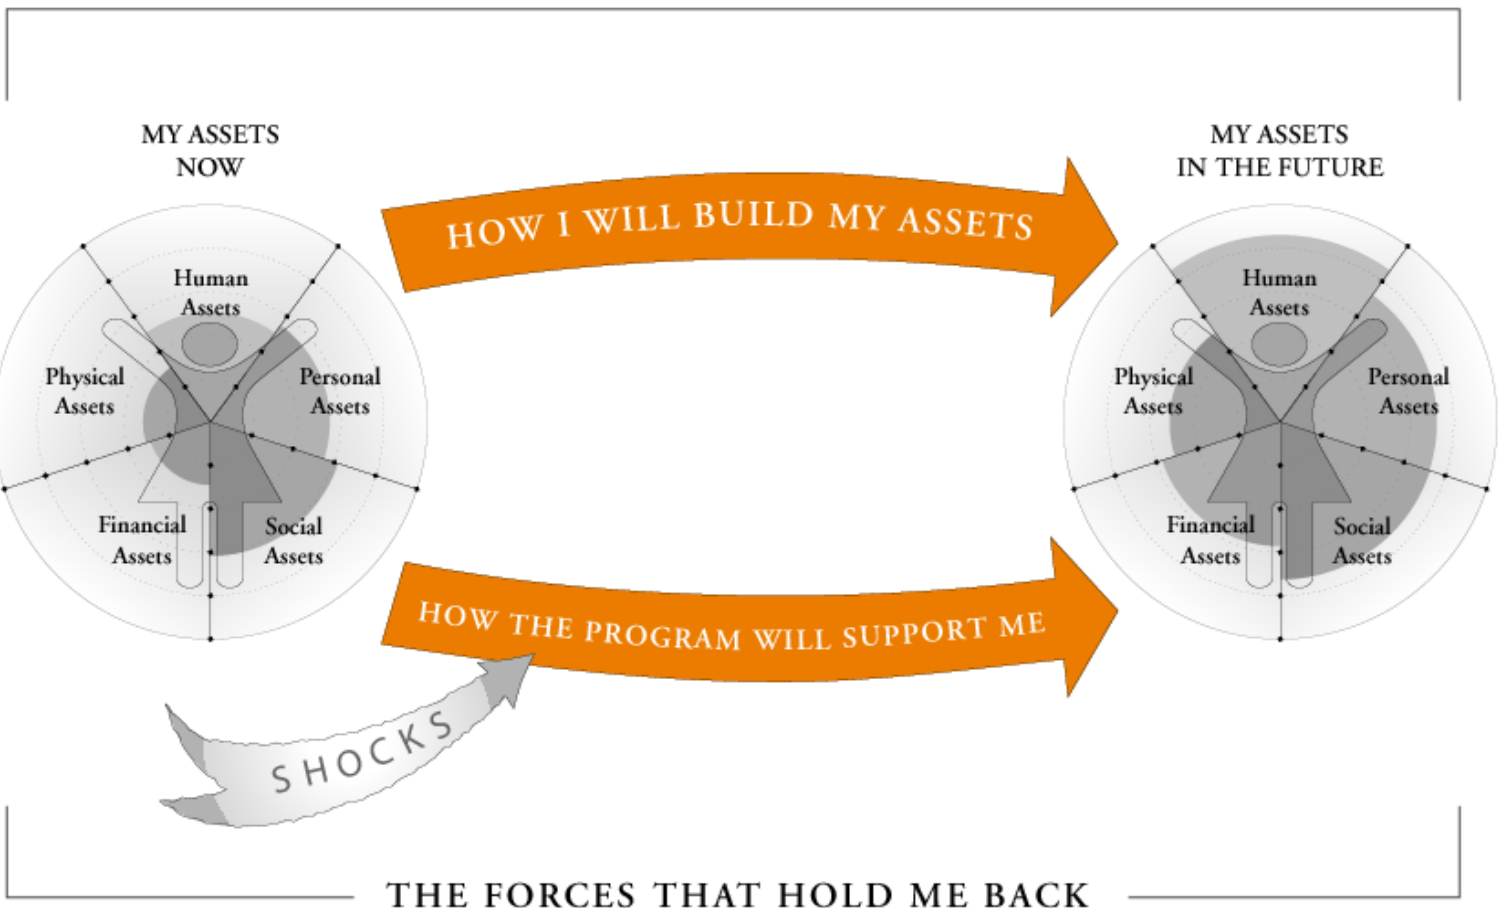 MY ASSETS
NOW
MY ASSETS
IN THE FUTURE
HOW I WILL BUILD MY ASSETS
Human
Assets
Physical
Assets
Personal
Assets
Financial
Assets
Social
Assets
Human
Assets
Physical
Assets
Personal
Assets
Financial
Assets
Social
Assets
HOW THE PROGRAM WILL SUPPORT ME
SHOCKS
THE FORCES THAT HOLD ME BACK